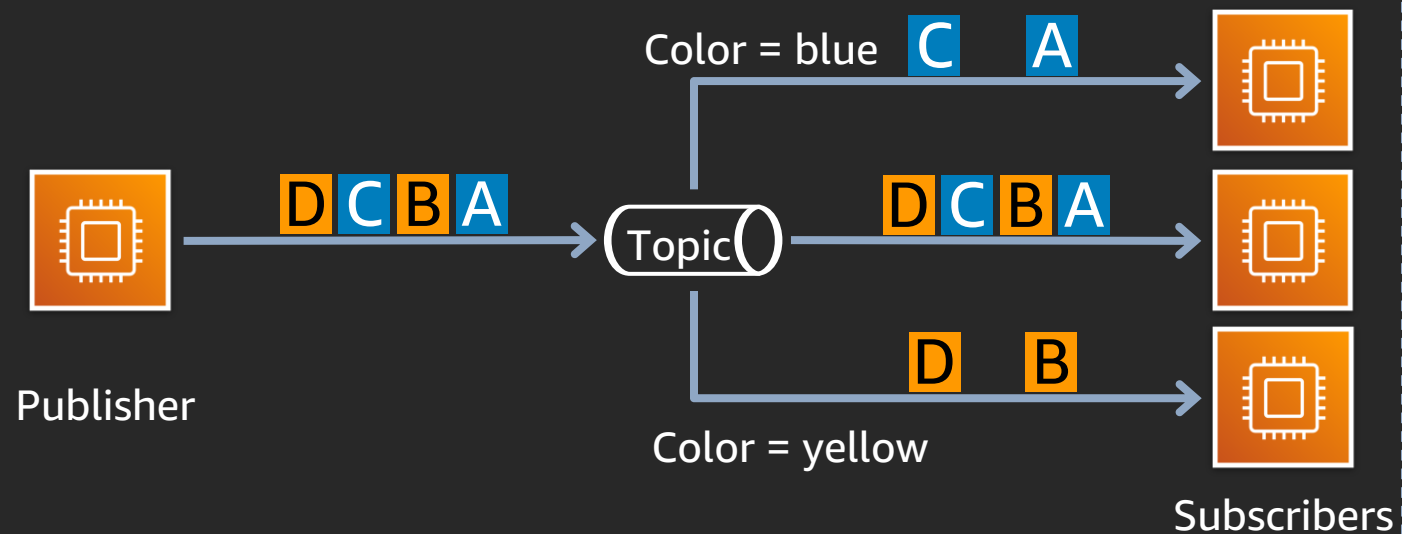 Color = blue
C A
D C B A
Topic
D C B A
D B
Publisher
Color = yellow
Subscribers